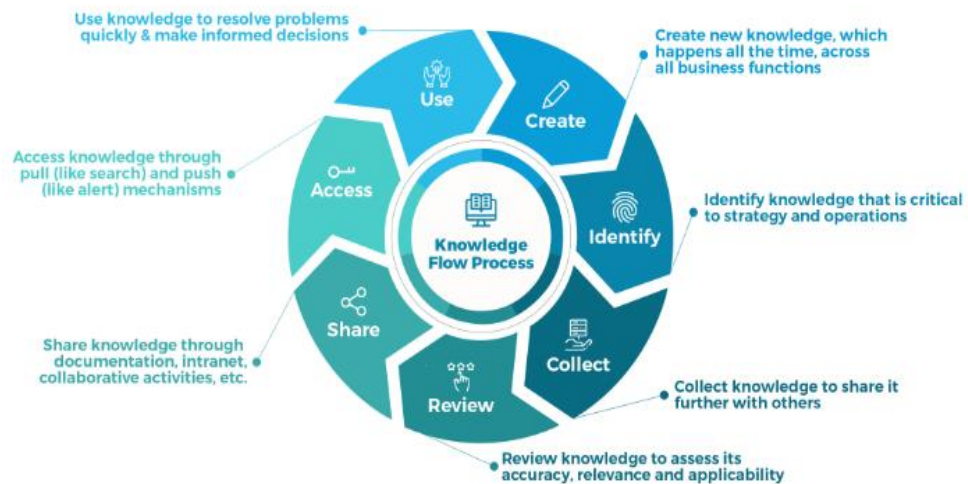 Use knowledge to resolve problems
quickly & make informed decisions
Create new knowledge, which
happens all the time, across
all business functions
Use
Create
Access knowledge through
pull (like search) and push
(like alert) mechanisms
Access
Identify knowledge that is critical
to strategy and operations
Identify
Knowledge
Flow Process
Share
Share knowledge through
documentation, intranet,
collaborative activities, etc.
Collect
Collect knowledge to share it
further with others
Review
Review knowledge to assess its
accuracy, relevance and applicability